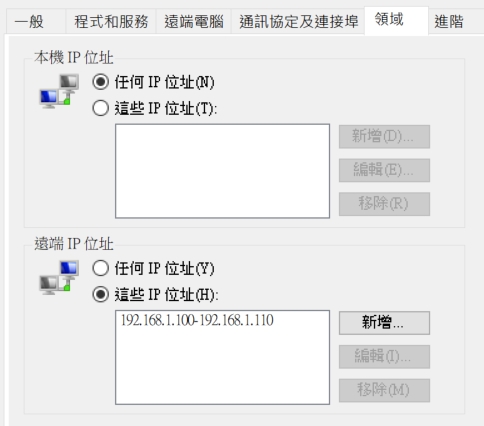 一般 程式和服務 遠端電腦 通訊協定及連接埠 領域 進階
本機 IP 位址
任何 IP 位址(N)
這些 IP 位址(T):
新增(D)...
編輯(E)...
移除(R)
遠端 IP 位址
任何 IP 位址(Y)
這些 IP 位址(H):
192.168.1.100-192.168.1.110
新增...
編輯(I)...
移除(M)